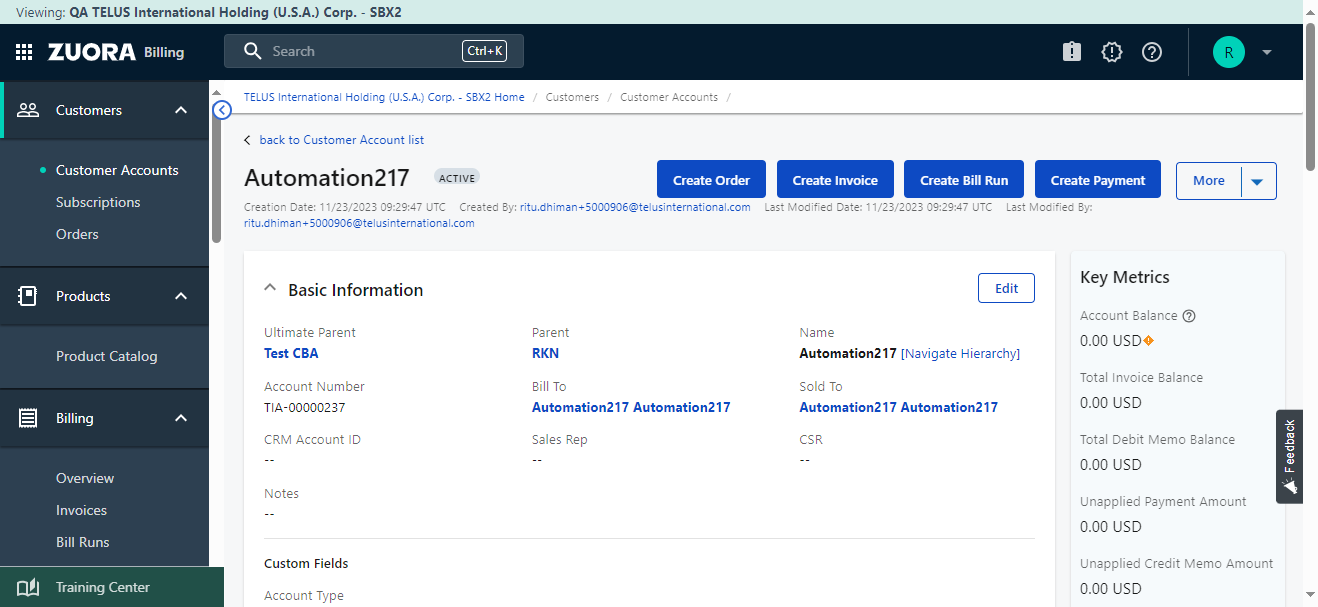 Viewing: QA TELUS International Holding (U.S.A.) Corp. - SBX2
ZUORA Billing
Search Ctrl+K
R
Customers
Customer Accounts
Subscriptions
Orders
Products
Product Catalog
Billing
Overview
Invoices
Bill Runs
Training Center
TELUS International Holding (U.S.A.) Corp. - SBX2 Home / Customers / Customer Accounts /
back to Customer Account list
Automation217 ACTIVE
Create Order Create Invoice Create Bill Run Create Payment More
Creation Date: 11/23/2023 09:29:47 UTC Created By: ritu.dhiman+5000906@telusinternational.com Last Modified Date: 11/23/2023 09:29:47 UTC Last Modified By:
ritu.dhiman+5000906@telusinternational.com
Basic Information Edit
Ultimate Parent Parent Name
Test CBA RKN Automation217 [Navigate Hierarchy]
Account Number Bill To Sold To
TIA-00000237 Automation217 Automation217 Automation217 Automation217
CRM Account ID Sales Rep CSR
-- -- --
Notes
--
Custom Fields
Account Type
Key Metrics
Account Balance
0.00 USD
Total Invoice Balance
0.00 USD
Total Debit Memo Balance
0.00 USD
Unapplied Payment Amount
0.00 USD
Unapplied Credit Memo Amount
0.00 USD
Feedback